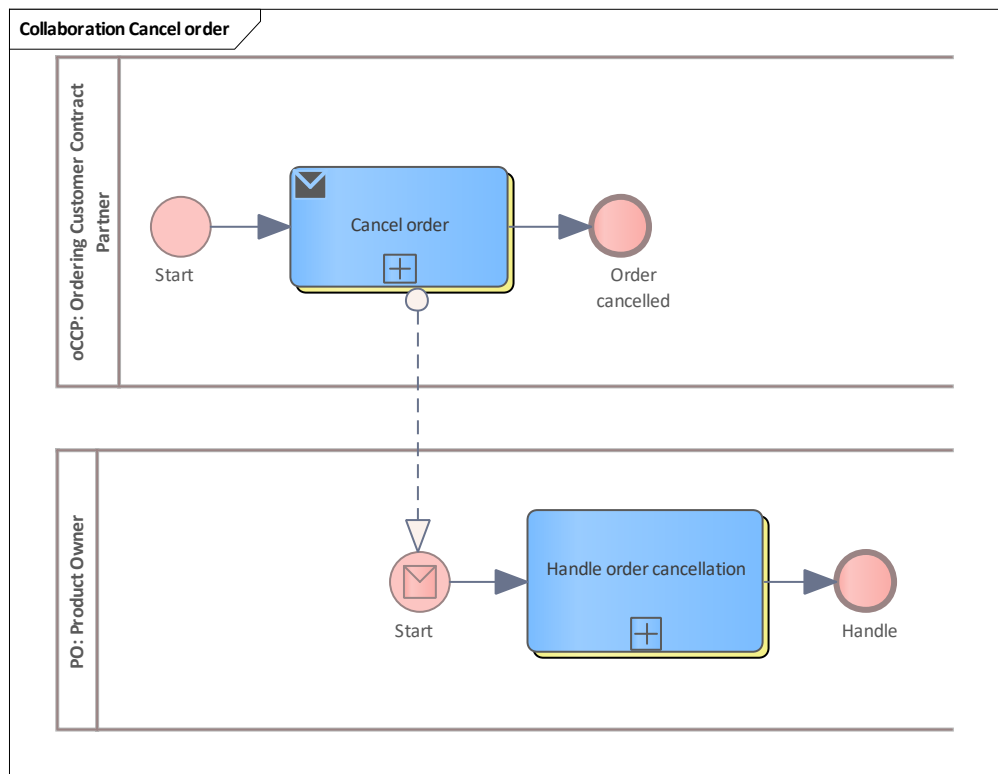 Collaboration Cancel order
oCCP: Ordering Customer Contract
Partner
Start
Cancel order
Order
cancelled
PO: Product Owner
Start
Handle order cancellation
Handle